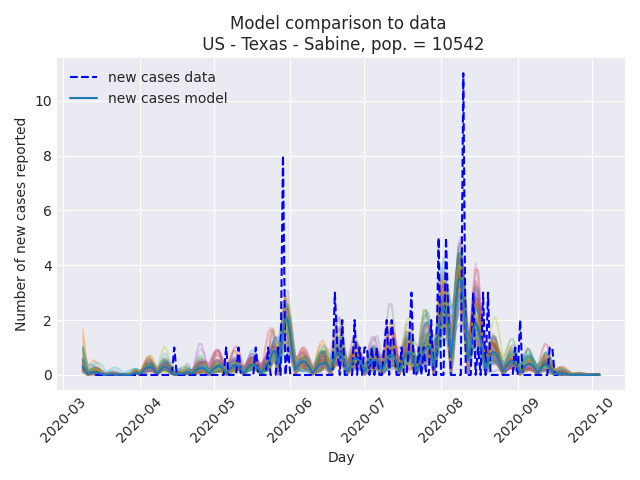 Model comparison to data
US - Texas - Sabine, pop. = 10542
new cases data
new cases model
Number of new cases reported
10
8
6
4
2
0
2020-03
2020-04
2020-05
2020-06
2020-07
2020-08
2020-09
2020-10
Day